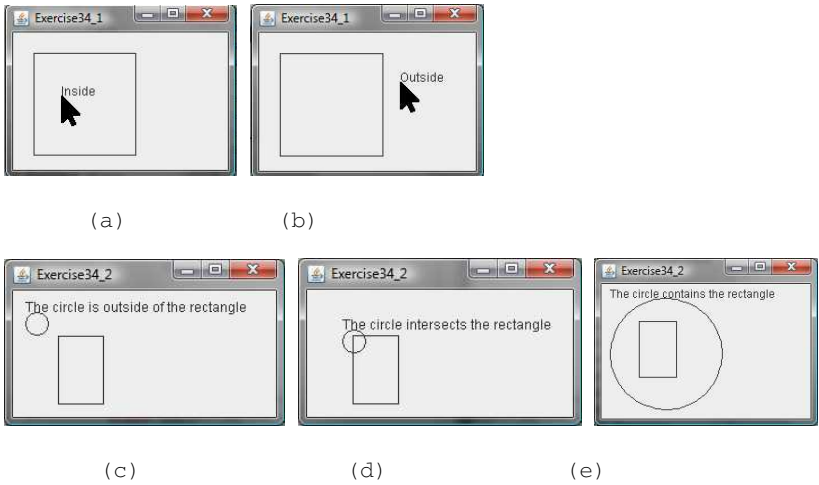 Exercise34_1
Exercise34_1
Inside
Outside
(a)
(b)
Exercise34_2
Exercise34_2
Exercise34_2
The circle is outside of the rectangle
The circle intersects the rectangle
The circle contains the rectangle
(c)
(d)
(e)